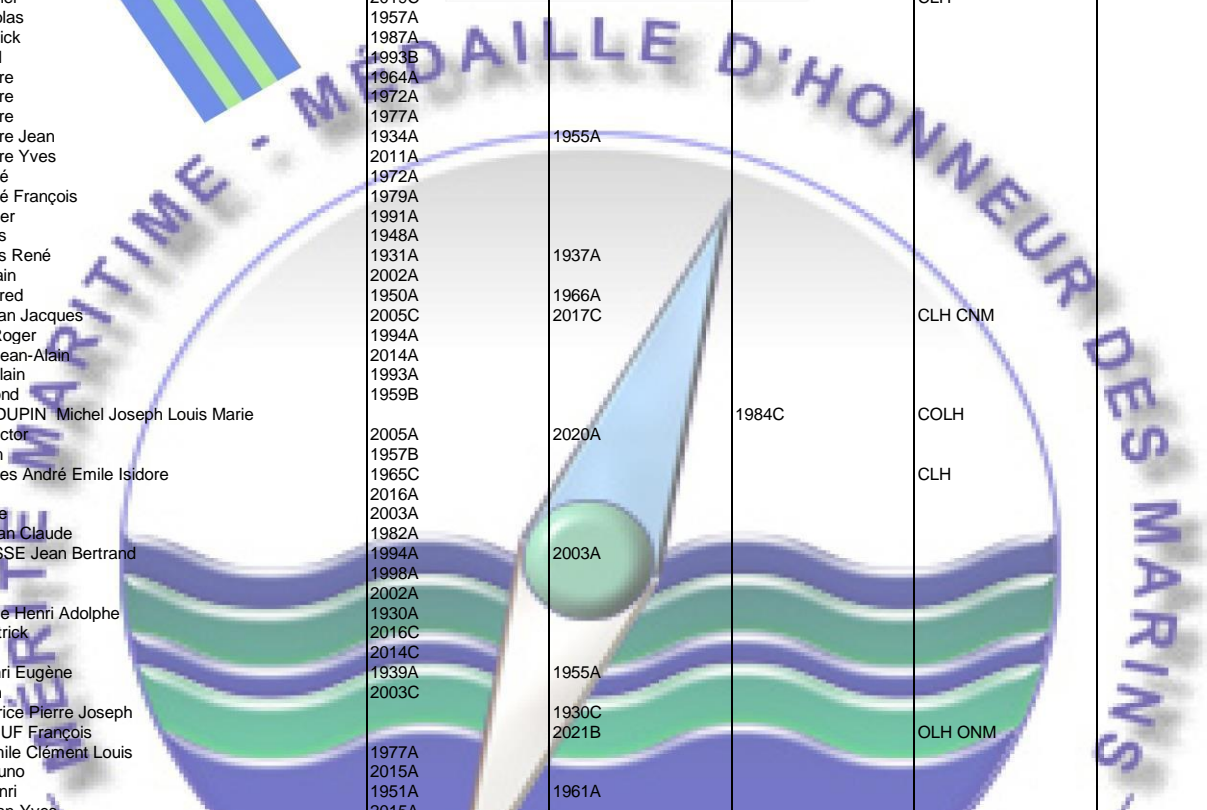 1957A
ick 1987A
1993B
re 1964A
re 1972A
re 1977A
re Jean 1934A 1955A
re Yves 2011A
é 1972A
é François 1979A
er 1991A
s 1948A
s René 1931A 1937A
ain 2002A
red 1950A 1966A
an Jacques 2005C 2017C CLH CNM
Roger 1994A
ean-Alain 2014A
lain 1993A
ond 1959B
OUPIN Michel Joseph Louis Marie 1984C COLH
ctor 2005A 2020A
n 1957B
es André Emile Isidore 1965C CLH
2016A
e 2003A
an Claude 1982A
SSE Jean Bertrand 1994A 2003A
1998A
2002A
e Henri Adolphe 1930A
trick 2016C
2014C
ri Eugène 1939A 1955A
n 2003C
rice Pierre Joseph 1930C
UF François 2021B OLH ONM
mile Clément Louis 1977A
uno 2015A
nri 1951A 1961A
MÉRITE MARITIME - MÉDAILLE D'HONNEUR DES MARINS -